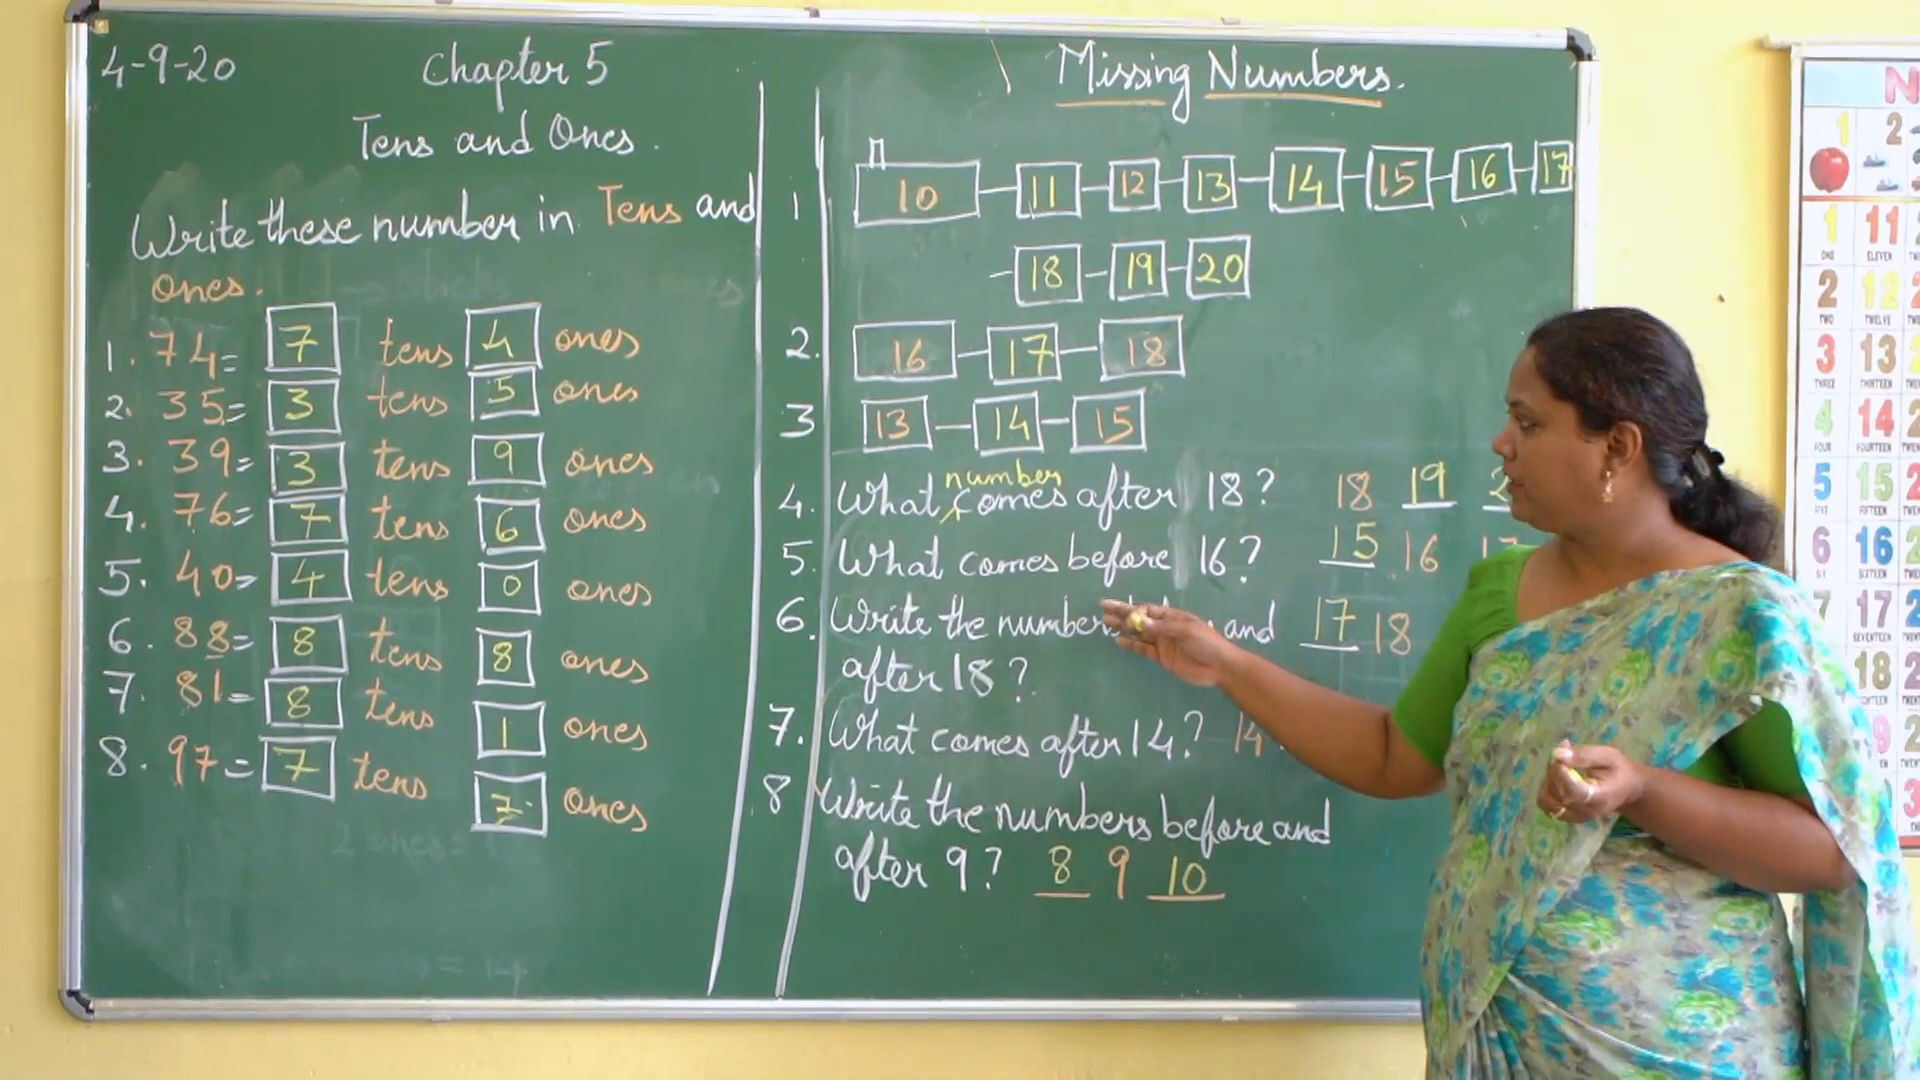 4-9-20
Chapter 5
Tens and Ones.
Write these number in Tens and
ones.
1. 74= 7 tens 4 ones
2. 35= 3 tens 5 ones
3. 39= 3 tens 9 ones
4. 76= 7 tens 6 ones
5. 40= 4 tens 0 ones
6. 88= 8 tens 8 ones
7. 81= 8 tens 1 ones
8. 97= 7 tens 7 ones
Missing Numbers.
1 10 - 11 - 12 - 13 - 14 - 15 - 16 - 17
- 18 - 19 - 20
2. 16 - 17 - 18
3 13 - 14 - 15
number
4. What comes after 18? 18 19
5. What comes before 16? 15 16
6. Write the and 17 18
after 18?
7. What comes after 14? 14
8 Write the numbers before and
after 9? 8 9 10
N
1 2
1 11
ONE ELEVEN
2 12
TWO
3 13
THREE THIRTEEN
4 14
FOUR FOURTEEN
5 15
FIVE FIFTEEN
6 16
SIX SIXTEEN
7 17
SEVENTEEN
18
9
3